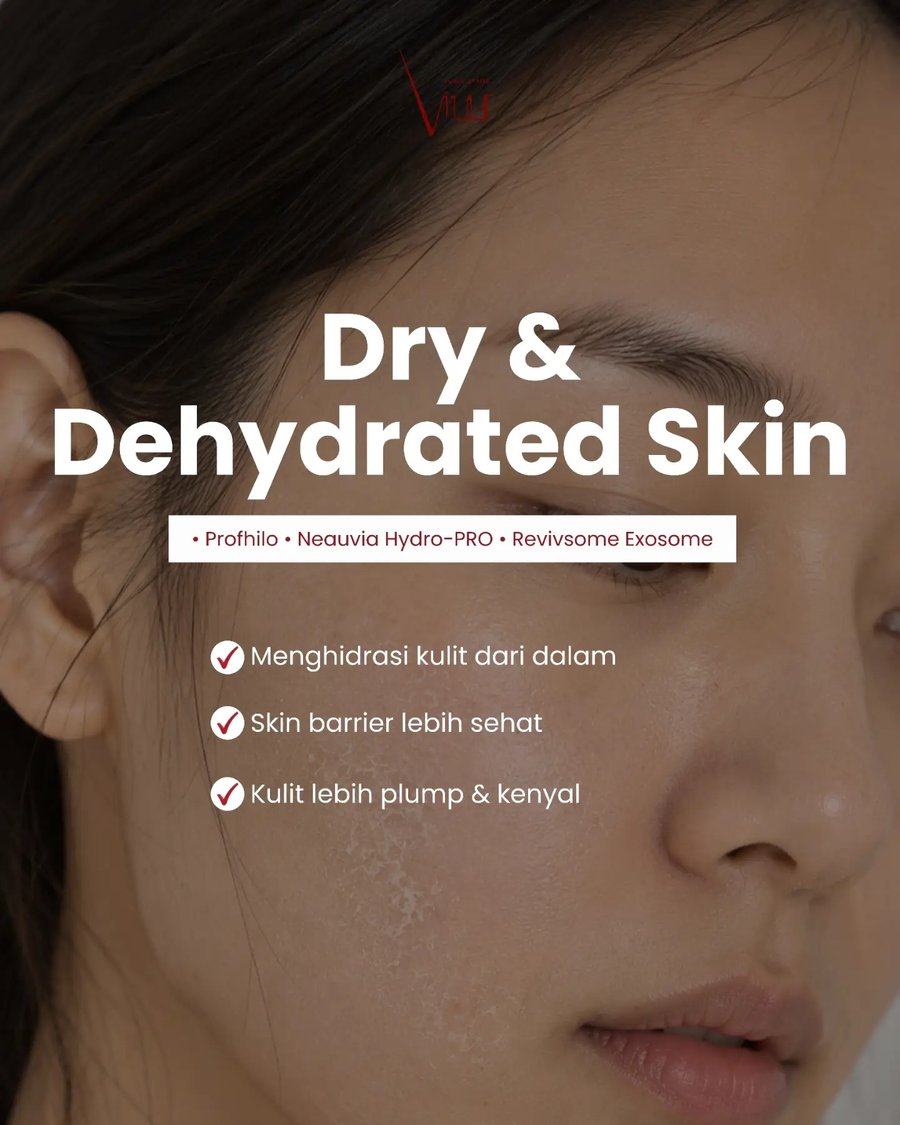 Dry &
Dehydrated Skin
• Profhilo • Neauvia Hydro-PRO • Revivsome Exosome
Menghidrasi kulit dari dalam
Skin barrier lebih sehat
Kulit lebih plump & kenyal